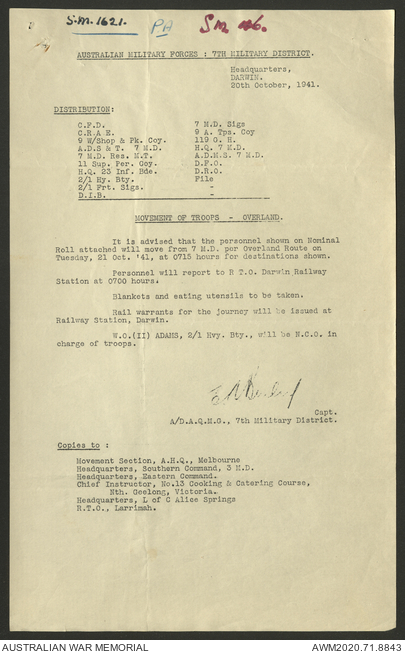 S.M. 1621.
PA
AUSTRALIAN MILITARY FORCES : 7TH MILITARY DISTRICT.
Headquarters,
DARWIN.
20th October, 1941.
DISTRIBUTION:
C.F.D. 7 M.D. Sigs
C.R.A.E. 9 A. Tps. Coy
9 W/Shop & Pk. Coy. 119 G. H.
A.D.S & T. 7 M.D. H.Q. 7 M.D.
7 M.D. Res. M.T. A.D.M.S. 7 M.D.
11 Sup. Per. Coy. D.P.O.
H.Q. 23 Inf. Bde. D.R.O.
2/1 Hy. Bty. File
2/1 Frt. Sigs. -
D.I.B. -
MOVEMENT OF TROOPS - OVERLAND.
It is advised that the personnel shown on Nominal
Roll attached will move from 7 M.D. per Overland Route on
Tuesday, 21 Oct. '41, at 0715 hours for destinations shown.
Personnel will report to R T.O. Darwin Railway
Station at 0700 hours.
Blankets and eating utensils to be taken.
Rail warrants for the journey will be issued at
Railway Station, Darwin.
W.O.(II) ADAMS, 2/1 Hvy. Bty., will be N.C.O. in
charge of troops.
Capt.
A/D.A.Q.M.G., 7th Military District.
Copies to :
Movement Section, A.H.Q., Melbourne
Headquarters, Southern Command, 3 M.D.
Headquarters, Eastern Command.
Chief Instructor, No.13 Cooking & Catering Course,
Nth. Geelong, Victoria.
Headquarters, L of C Alice Springs
R.T.O., Larrimah.
AUSTRALIAN WAR MEMORIAL AWM2020.71.8843